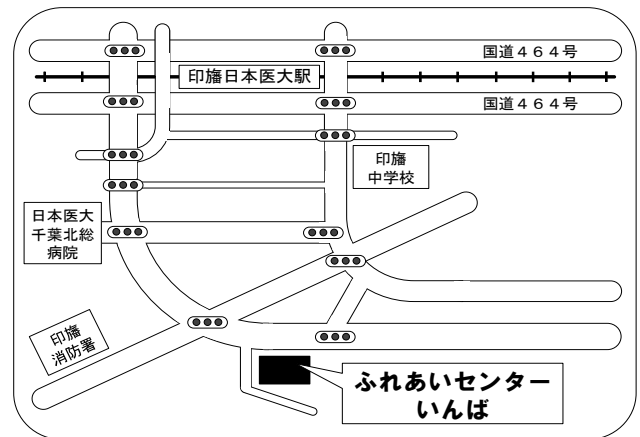 国道４６４号
印旛日本医大駅
国道４６４号
印旛
中学校
日本医大
千葉北総
病院
印旛
消防署
ふれあいセンター
いんば